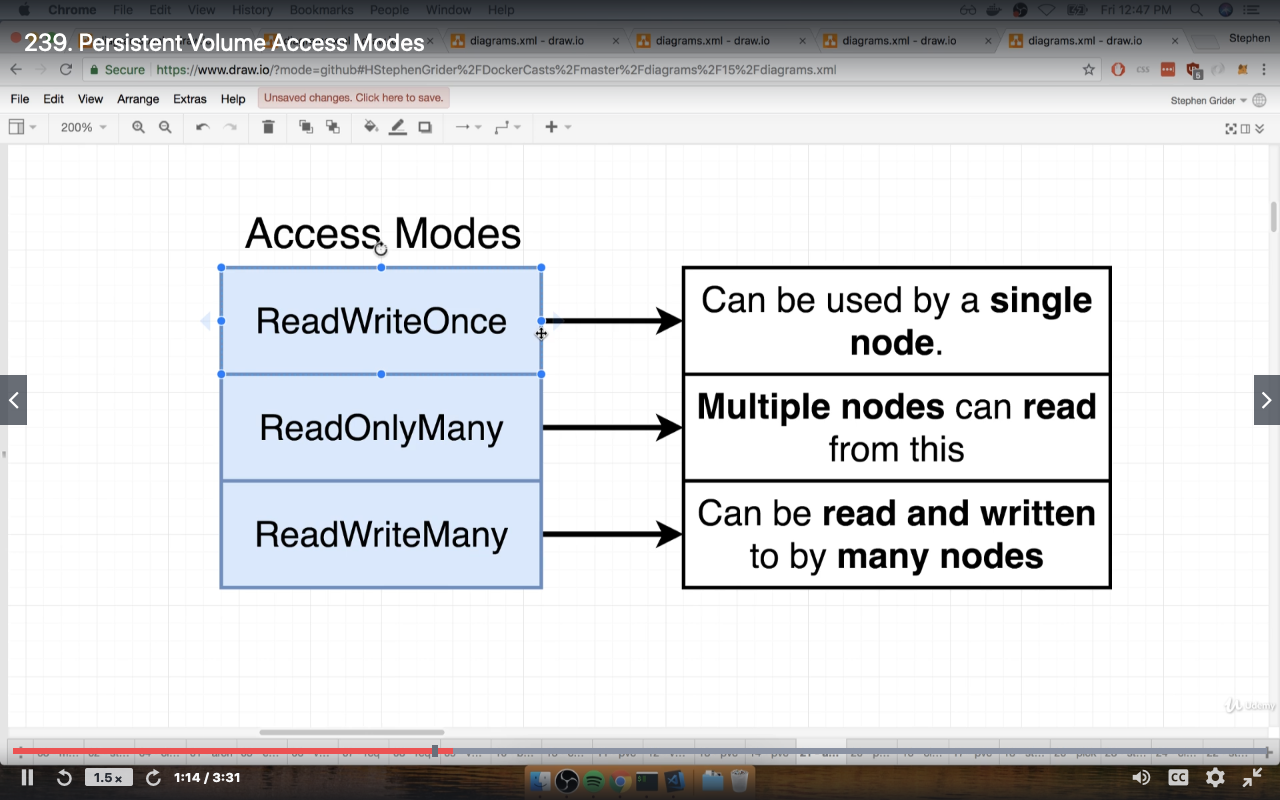 Chrome File Edit View History Bookmarks People Window Help Fri 12:47 PM
239. Persistent Volume Access Modes
diagrams.xml - draw.io diagrams.xml - draw.io diagrams.xml - draw.io diagrams.xml - draw.io Stephen
Secure https://www.draw.io/?mode=github#HStephenGrider%2FDockerCasts%2Fmaster%2Fdiagrams%2F15%2Fdiagrams.xml
File Edit View Arrange Extras Help Unsaved changes. Click here to save. Stephen Grider
200%
Access Modes
ReadWriteOnce
Can be used by a single
node.
ReadOnlyMany
Multiple nodes can read
from this
ReadWriteMany
Can be read and written
to by many nodes
Udemy
1.5 x 1:14 / 3:31 CC